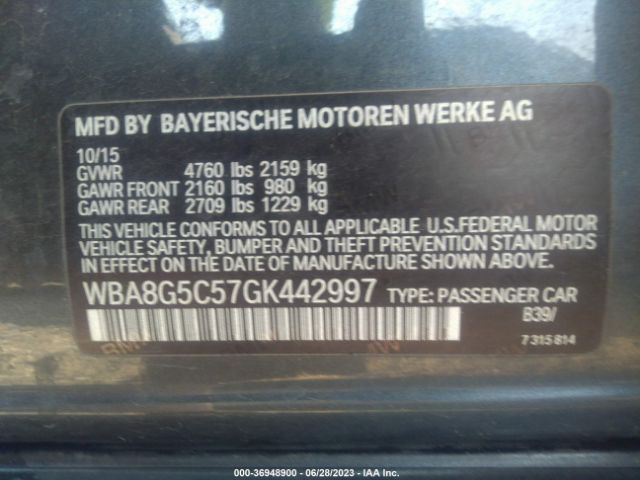 MFD BY BAYERISCHE MOTOREN WERKE AG
10/15
GVWR 4760 lbs 2159 kg
GAWR FRONT 2160 lbs 980 kg
GAWR REAR 2709 lbs 1229 kg
THIS VEHICLE CONFORMS TO ALL APPLICABLE U.S.FEDERAL MOTOR
VEHICLE SAFETY, BUMPER AND THEFT PREVENTION STANDARDS
IN EFFECT ON THE DATE OF MANUFACTURE SHOWN ABOVE.
WBA8G5C57GK442997 TYPE: PASSENGER CAR
B39/
7 315 814
000-36948900 - 06/28/2023 - IAA Inc.